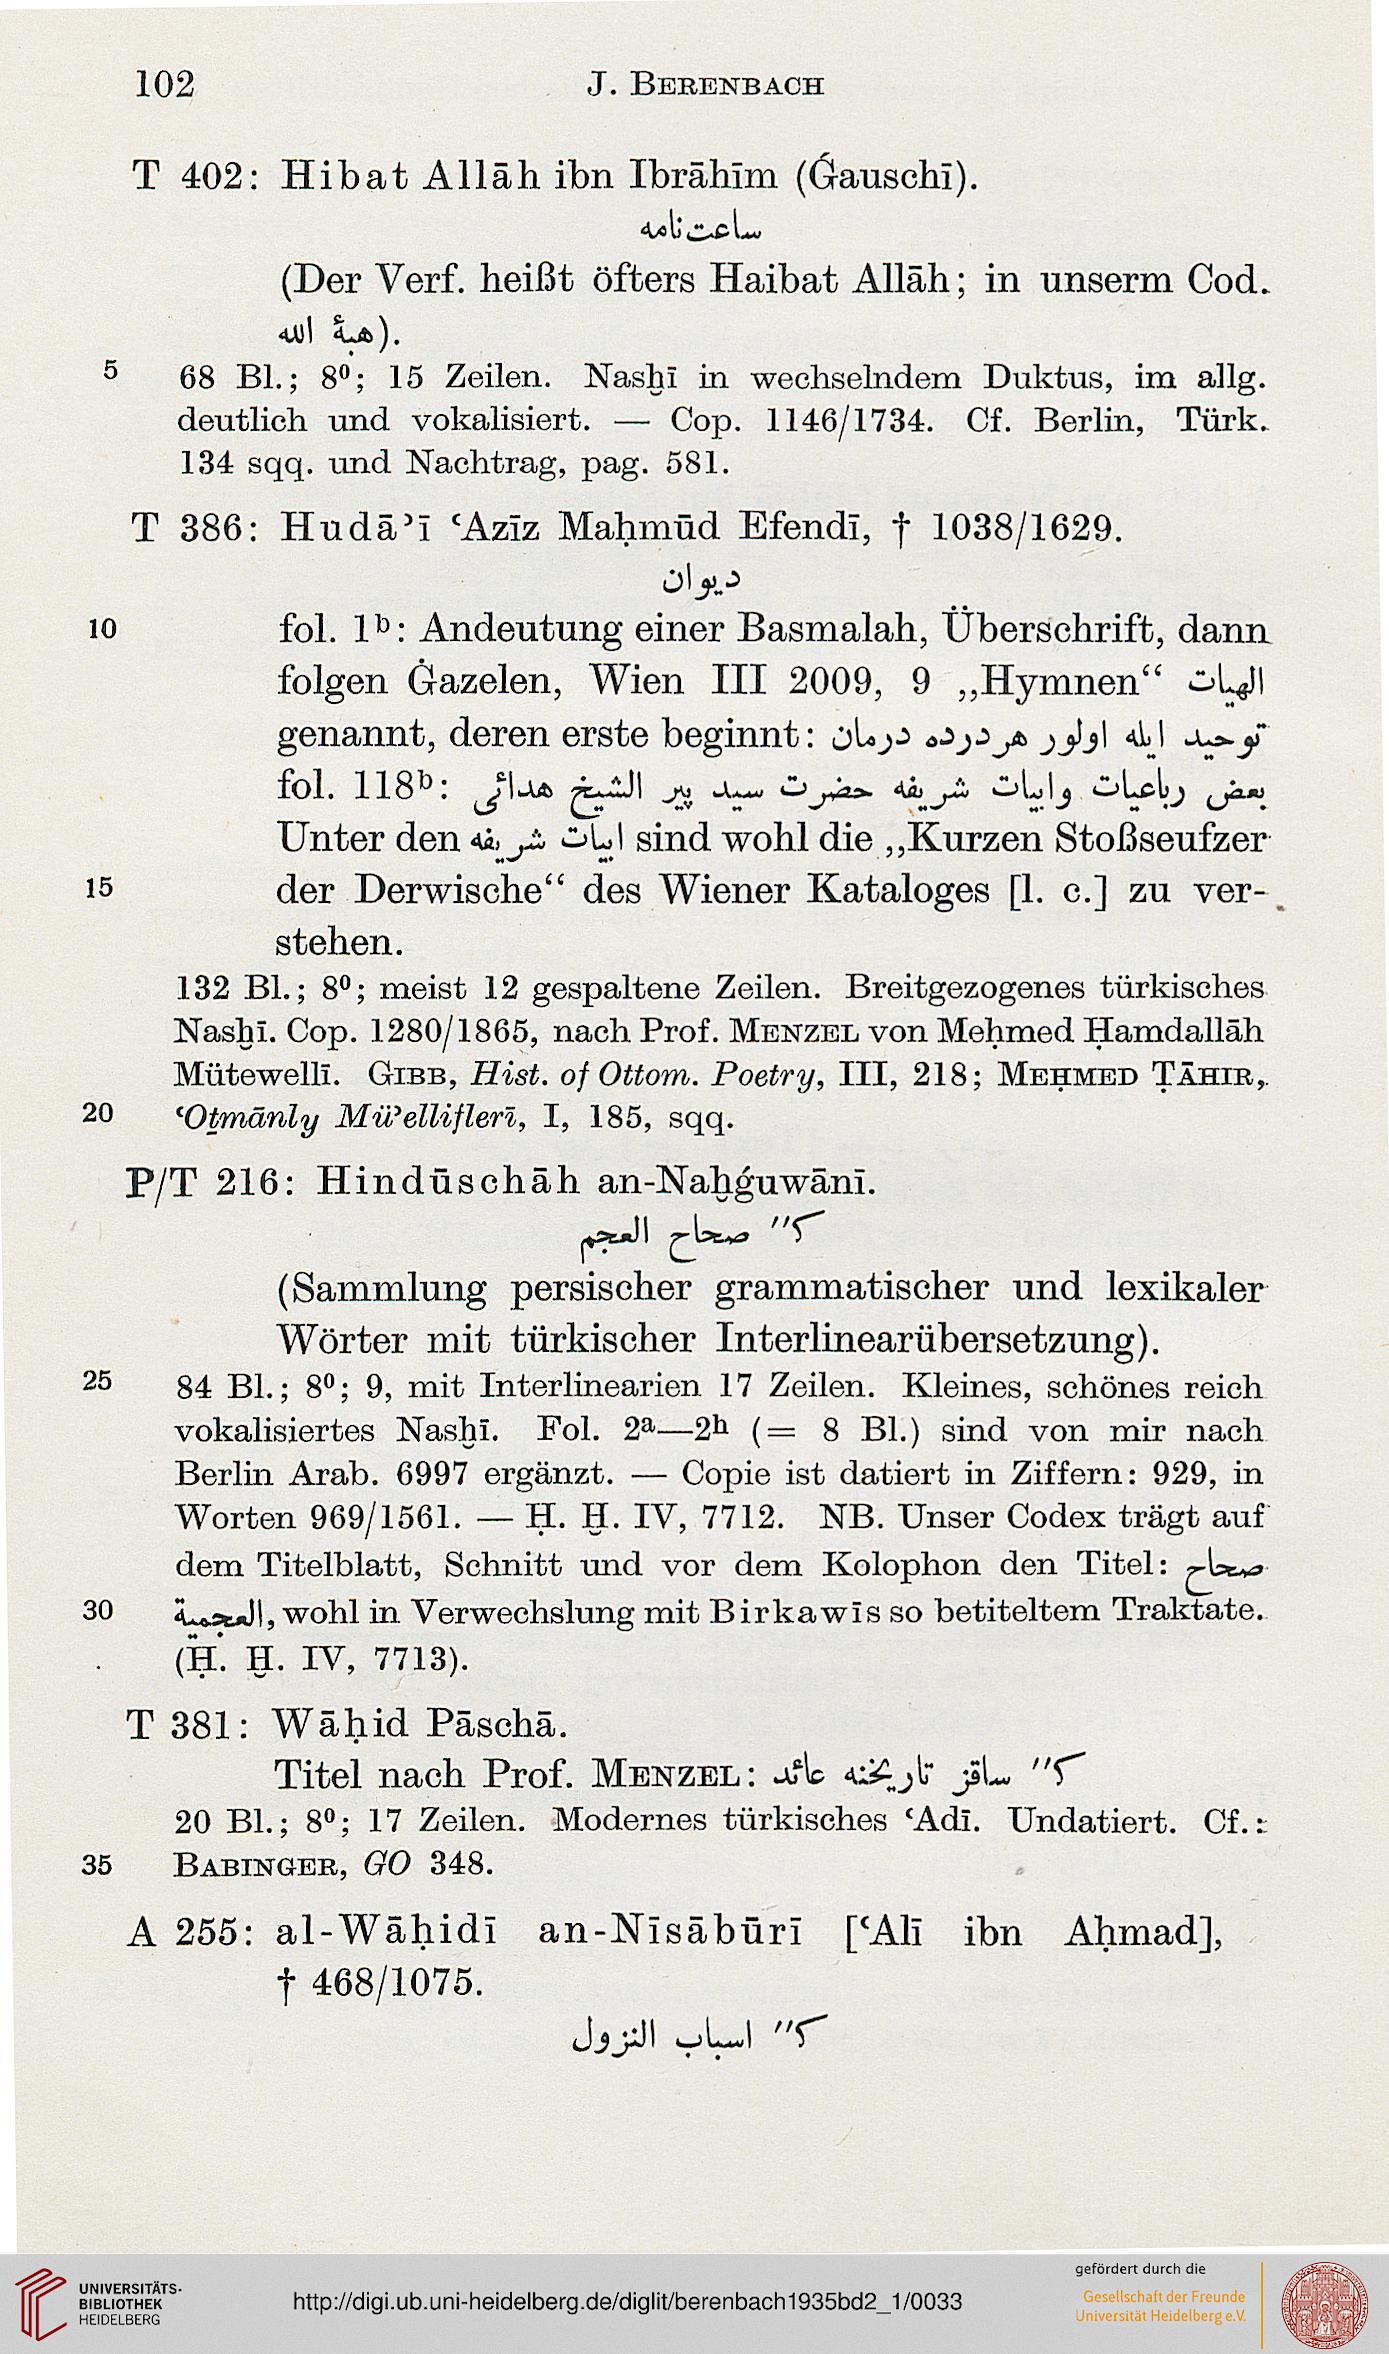 102 J. BERENBACH
T 402: Hibat Allāh ibn Ibrāhīm (Ǵauschī).
ساعت نامه
(Der Verf. heißt öfters Haibat Allāh; in unserm Cod.
هبة الله).
5 68 Bl.; 8⁰; 15 Zeilen. Nasḫī in wechselndem Duktus, im allg.
deutlich und vokalisiert. — Cop. 1146/1734. Cf. Berlin, Türk.
134 sqq. und Nachtrag, pag. 581.
T 386: Hudā’ī ‘Azīz Maḥmūd Efendī, † 1038/1629.
ديوان
10 fol. 1ᵇ: Andeutung einer Basmalah, Überschrift, dann
folgen Ġazelen, Wien III 2009, 9 „Hymnen“ الهيات
genannt, deren erste beginnt: توحيد ايله اولور هر درده درمان
fol. 118ᵇ: بعض رباعيات وابيات شريفه حضرت سيد پير الشيخ هدائى
Unter den ابيات شريفه sind wohl die „Kurzen Stoßseufzer
15 der Derwische“ des Wiener Kataloges [l. c.] zu ver-
stehen.
132 Bl.; 8⁰; meist 12 gespaltene Zeilen. Breitgezogenes türkisches
Nasḫī. Cop. 1280/1865, nach Prof. MENZEL von Meḥmed Ḥamdallāh
Mütewellī. GIBB, Hist. of Ottom. Poetry, III, 218; MEḤMED ṬĀHIR,
20 ‘Oṯmānly Mü’ellifleri, I, 185, sqq.
P/T 216: Hindūschāh an-Naḫǵuwānī.
ک" صحاح العجم
(Sammlung persischer grammatischer und lexikaler
Wörter mit türkischer Interlinearübersetzung).
25 84 Bl.; 8⁰; 9, mit Interlinearien 17 Zeilen. Kleines, schönes reich
vokalisiertes Nasḫī. Fol. 2ᵃ—2ʰ (= 8 Bl.) sind von mir nach
Berlin Arab. 6997 ergänzt. — Copie ist datiert in Ziffern: 929, in
Worten 969/1561. — Ḥ. Ḫ. IV, 7712. NB. Unser Codex trägt auf
dem Titelblatt, Schnitt und vor dem Kolophon den Titel: صحاح
30 العجمية, wohl in Verwechslung mit Birkawīs so betiteltem Traktate.
(Ḥ. Ḫ. IV, 7713).
T 381: Wāḥid Pāschā.
Titel nach Prof. MENZEL: ک" ساقز تاريخنه عائد
20 Bl.; 8⁰; 17 Zeilen. Modernes türkisches ‘Adī. Undatiert. Cf.:
35 BABINGER, GO 348.
A 255: al-Wāḥidī an-Nīsābūrī [‘Alī ibn Aḥmad],
† 468/1075.
ک" اسباب النزول
UNIVERSITÄTS-
BIBLIOTHEK
HEIDELBERG
http://digi.ub.uni-heidelberg.de/diglit/berenbach1935bd2_1/0033
gefördert durch die
Gesellschaft der Freunde
Universität Heidelberg e.V.